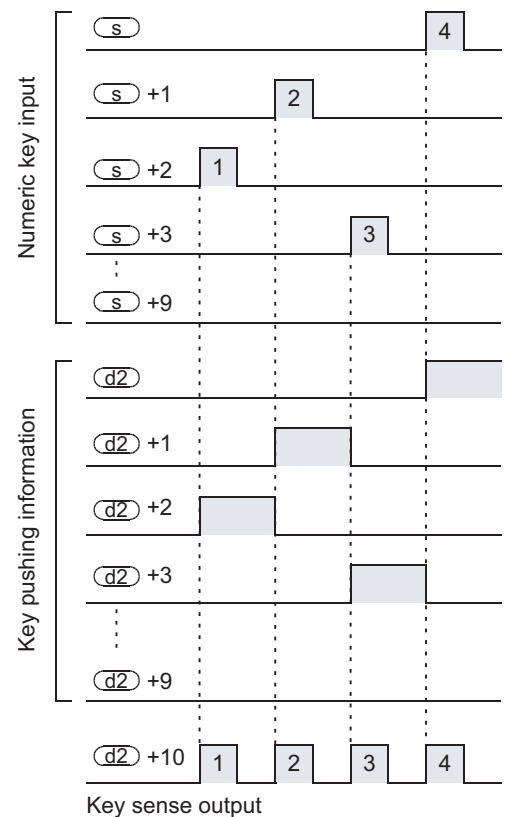 Numeric key input
s 4
s +1 2
s +2 1
s +3 3
s +9
Key pushing information
d2
d2 +1
d2 +2
d2 +3
d2 +9
d2 +10 1 2 3 4
Key sense output